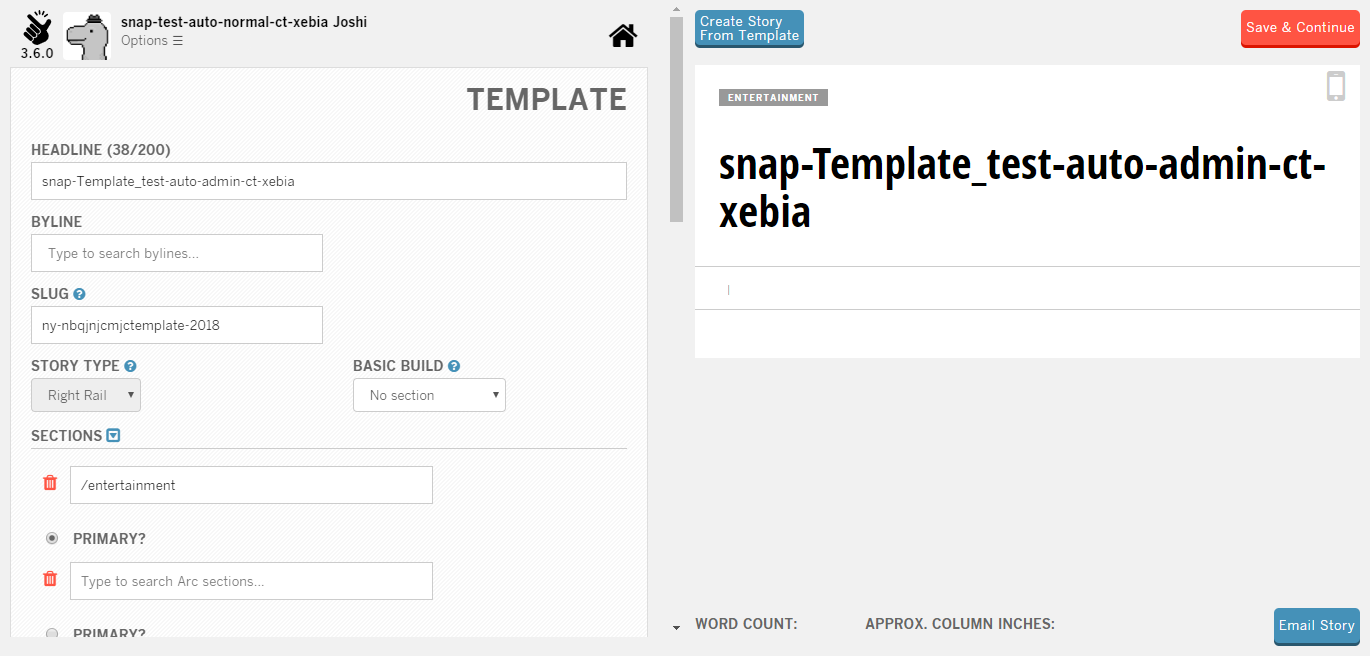 snap-test-auto-normal-ct-xebia Joshi
Options ☰
3.6.0
TEMPLATE
HEADLINE (38/200)
snap-Template_test-auto-admin-ct-xebia
BYLINE
Type to search bylines...
SLUG ?
ny-nbqjnjcmjctemplate-2018
STORY TYPE ?
BASIC BUILD ?
Right Rail
No section
SECTIONS
/entertainment
PRIMARY?
Type to search Arc sections...
PRIMARY?
Create Story
From Template
Save & Continue
ENTERTAINMENT
snap-Template_test-auto-admin-ct-
xebia
WORD COUNT:
APPROX. COLUMN INCHES:
Email Story